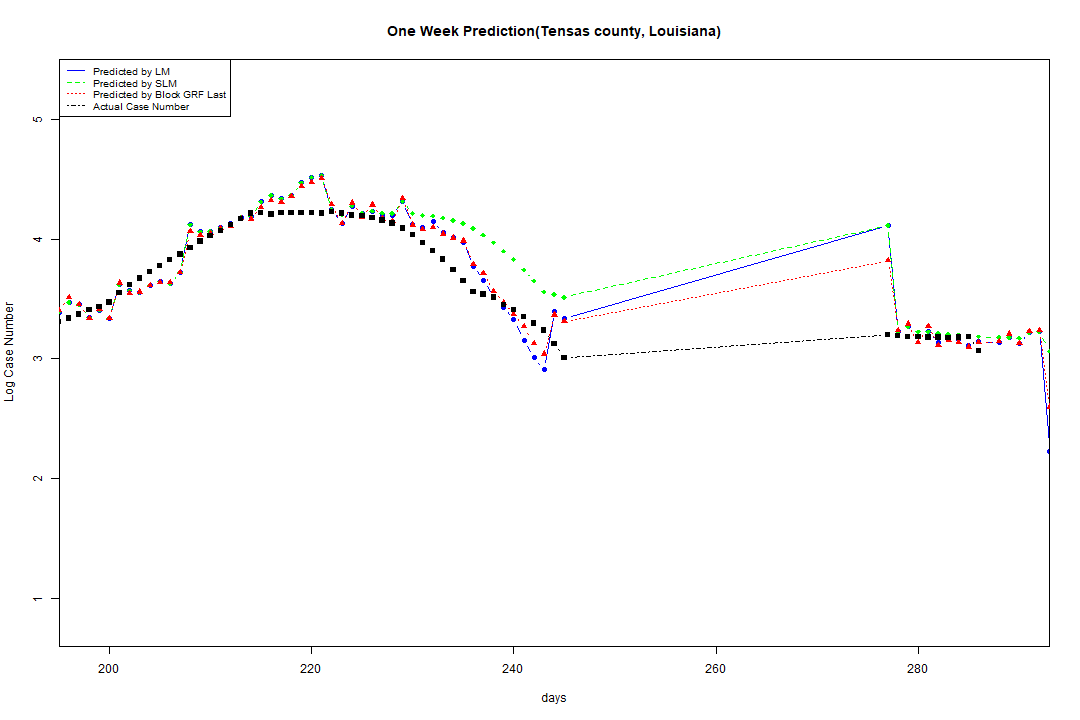 One Week Prediction(Tensas county, Louisiana)
Predicted by LM
Predicted by SLM
Predicted by Block GRF Last
Actual Case Number
5
4
3
2
1
Log Case Number
200 220 240 260 280
days